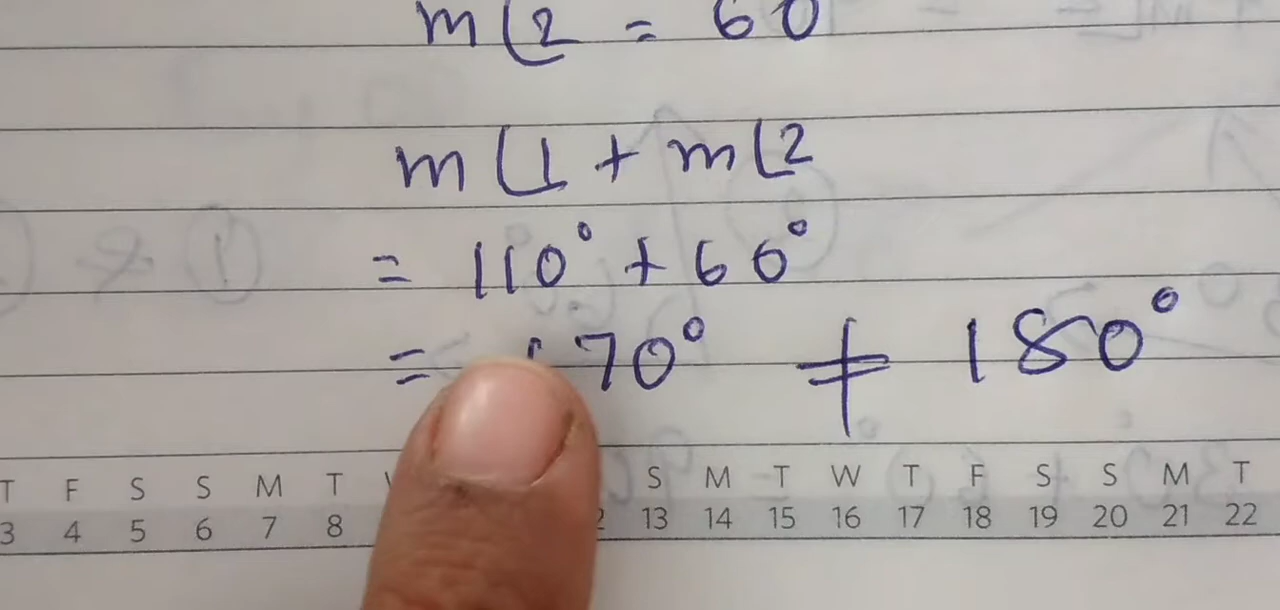 m∠2 = 60
m∠1 + m∠2
= 110° + 60°
= 170° ≠ 180°
T F S S M T S M T W T F S S M T
3 4 5 6 7 8 2 13 14 15 16 17 18 19 20 21 22